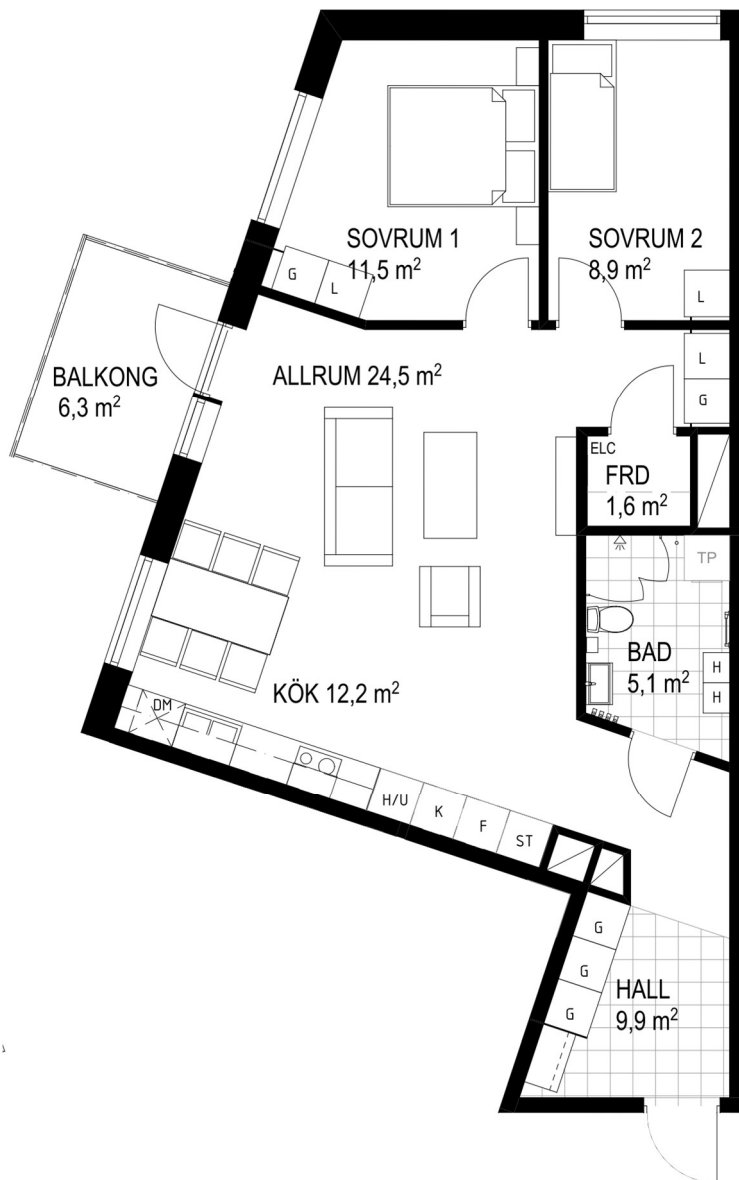 SOVRUM 1
11,5 m²
SOVRUM 2
8,9 m²
G
L
L
BALKONG
6,3 m²
ALLRUM 24,5 m²
L
G
ELC
FRD
1,6 m²
TP
BAD
5,1 m²
H
H
KÖK 12,2 m²
DM
H/U
K
F
ST
G
G
G
HALL
9,9 m²